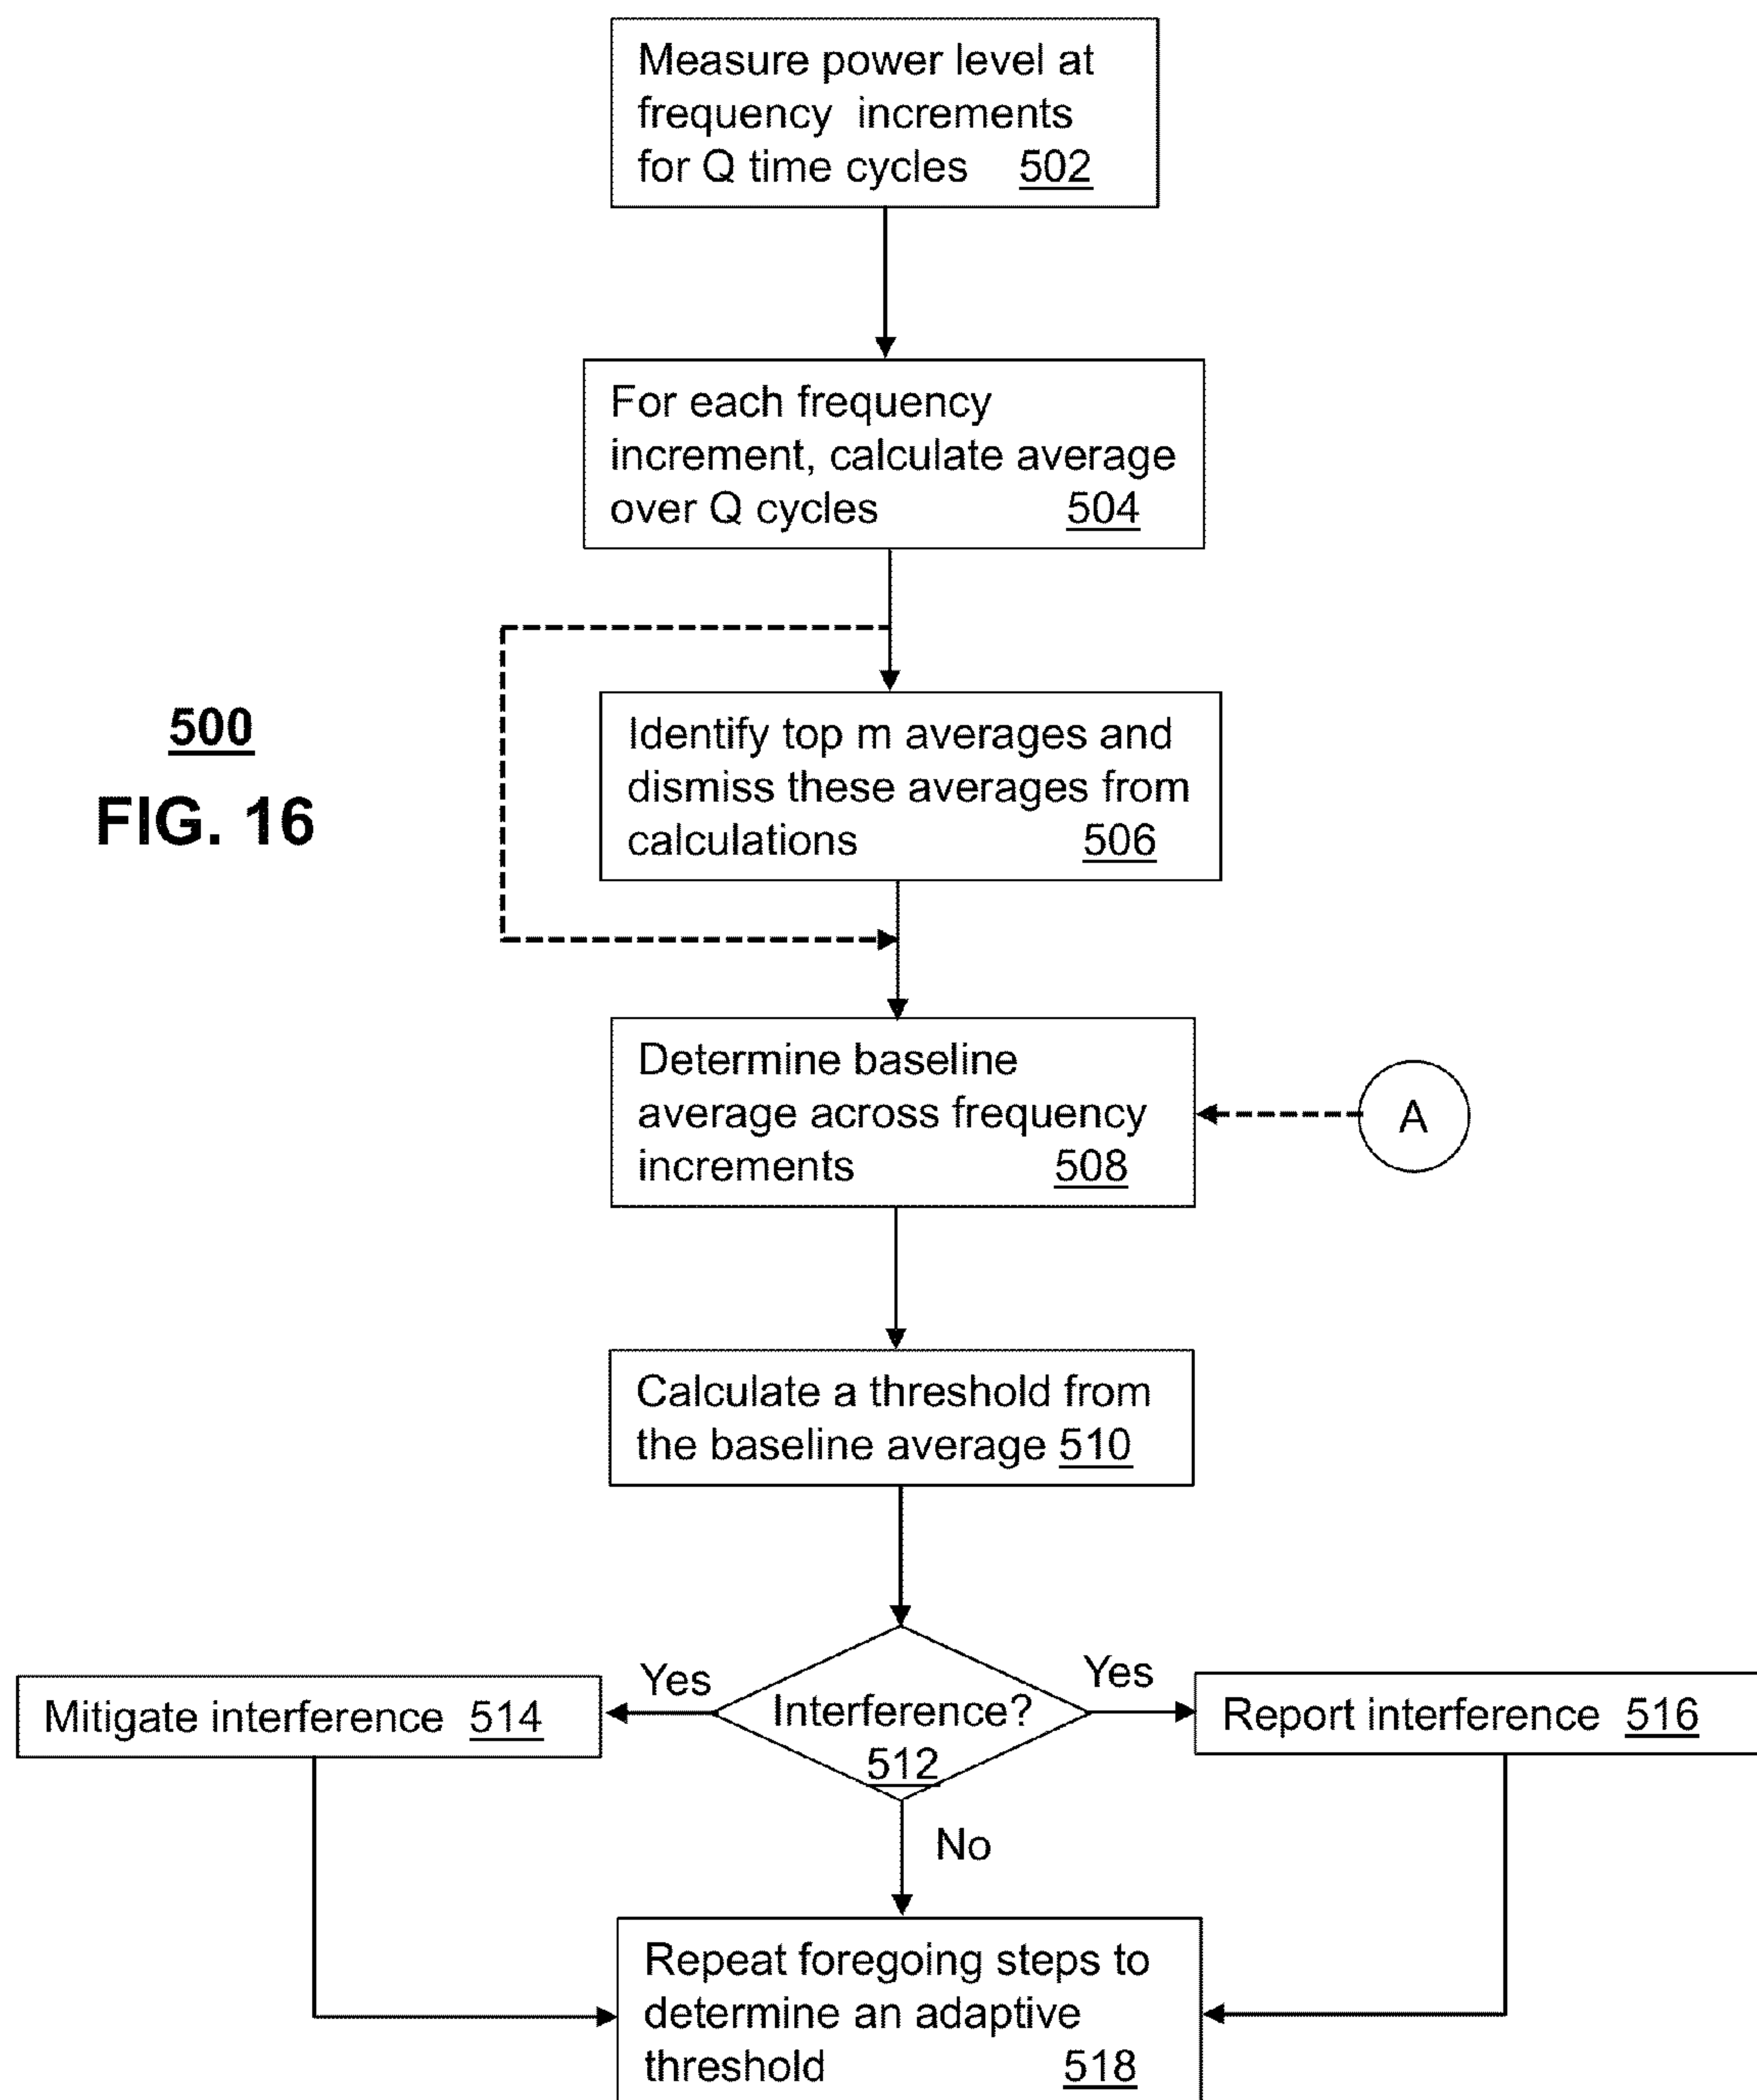 Measure power level at
frequency increments
for Q time cycles 502
For each frequency
increment, calculate average
over Q cycles 504
500
FIG. 16
Identify top m averages and
dismiss these averages from
calculations 506
Determine baseline
average across frequency
increments 508
A
Calculate a threshold from
the baseline average 510
Yes
Yes
Mitigate interference 514
Interference?
512
Report interference 516
No
Repeat foregoing steps to
determine an adaptive
threshold 518